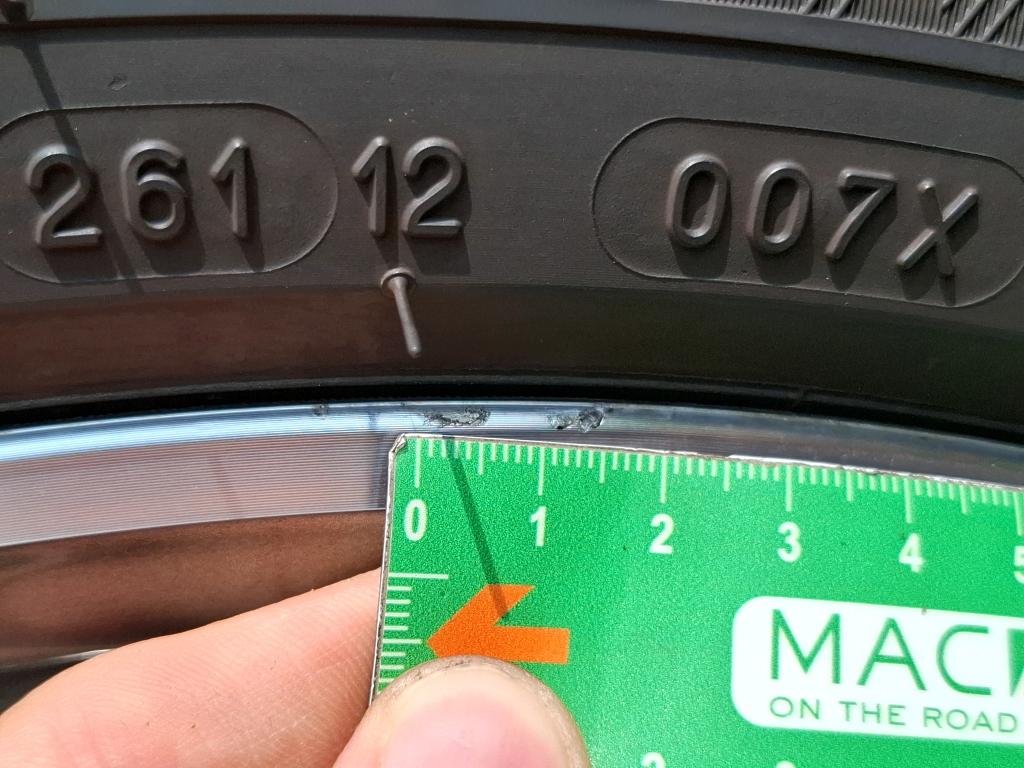 261 12 007X
0 1 2 3 4 5
MAC
ON THE ROAD